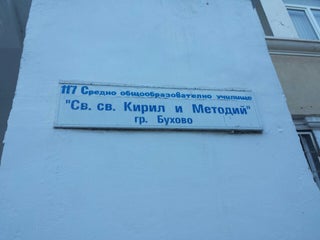 117 Средно общообразователно училище
"Св. св. Кирил и Методий"
гр. Бухово